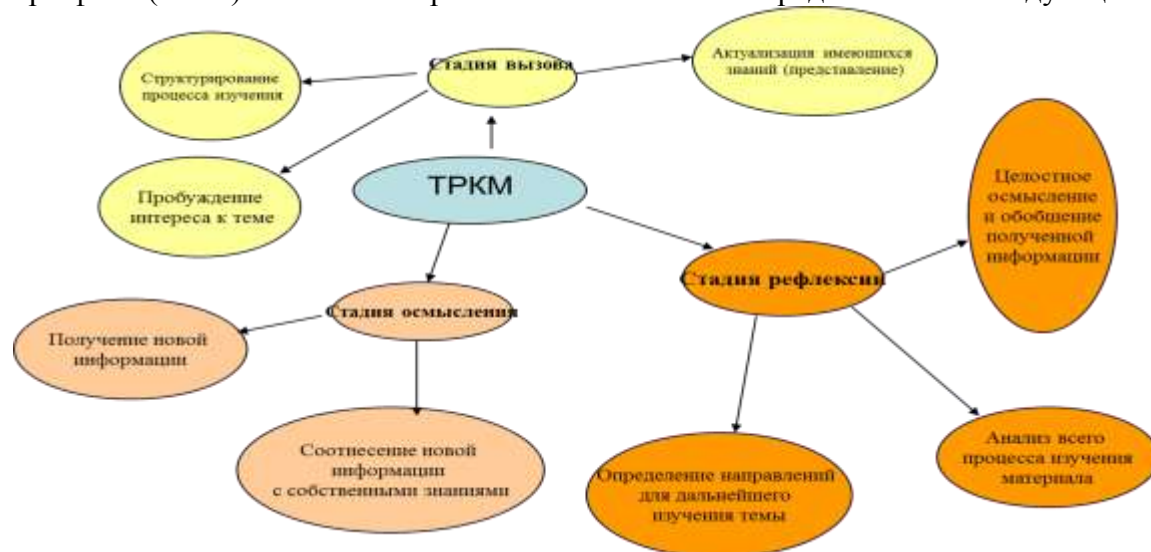 Стадия вызова
Актуализация имеющихся
знаний (представление)
Структурирование
процесса изучения
Пробуждение
интереса к теме
ТРКМ
Целостное
осмысление
и обобщение
полученной
информации
Стадия рефлексии
Стадия осмысления
Получение новой
информации
Соотнесение новой
информации
с собственными знаниями
Определение направлений
для дальнейшего
изучения темы
Анализ всего
процесса изучения
материала